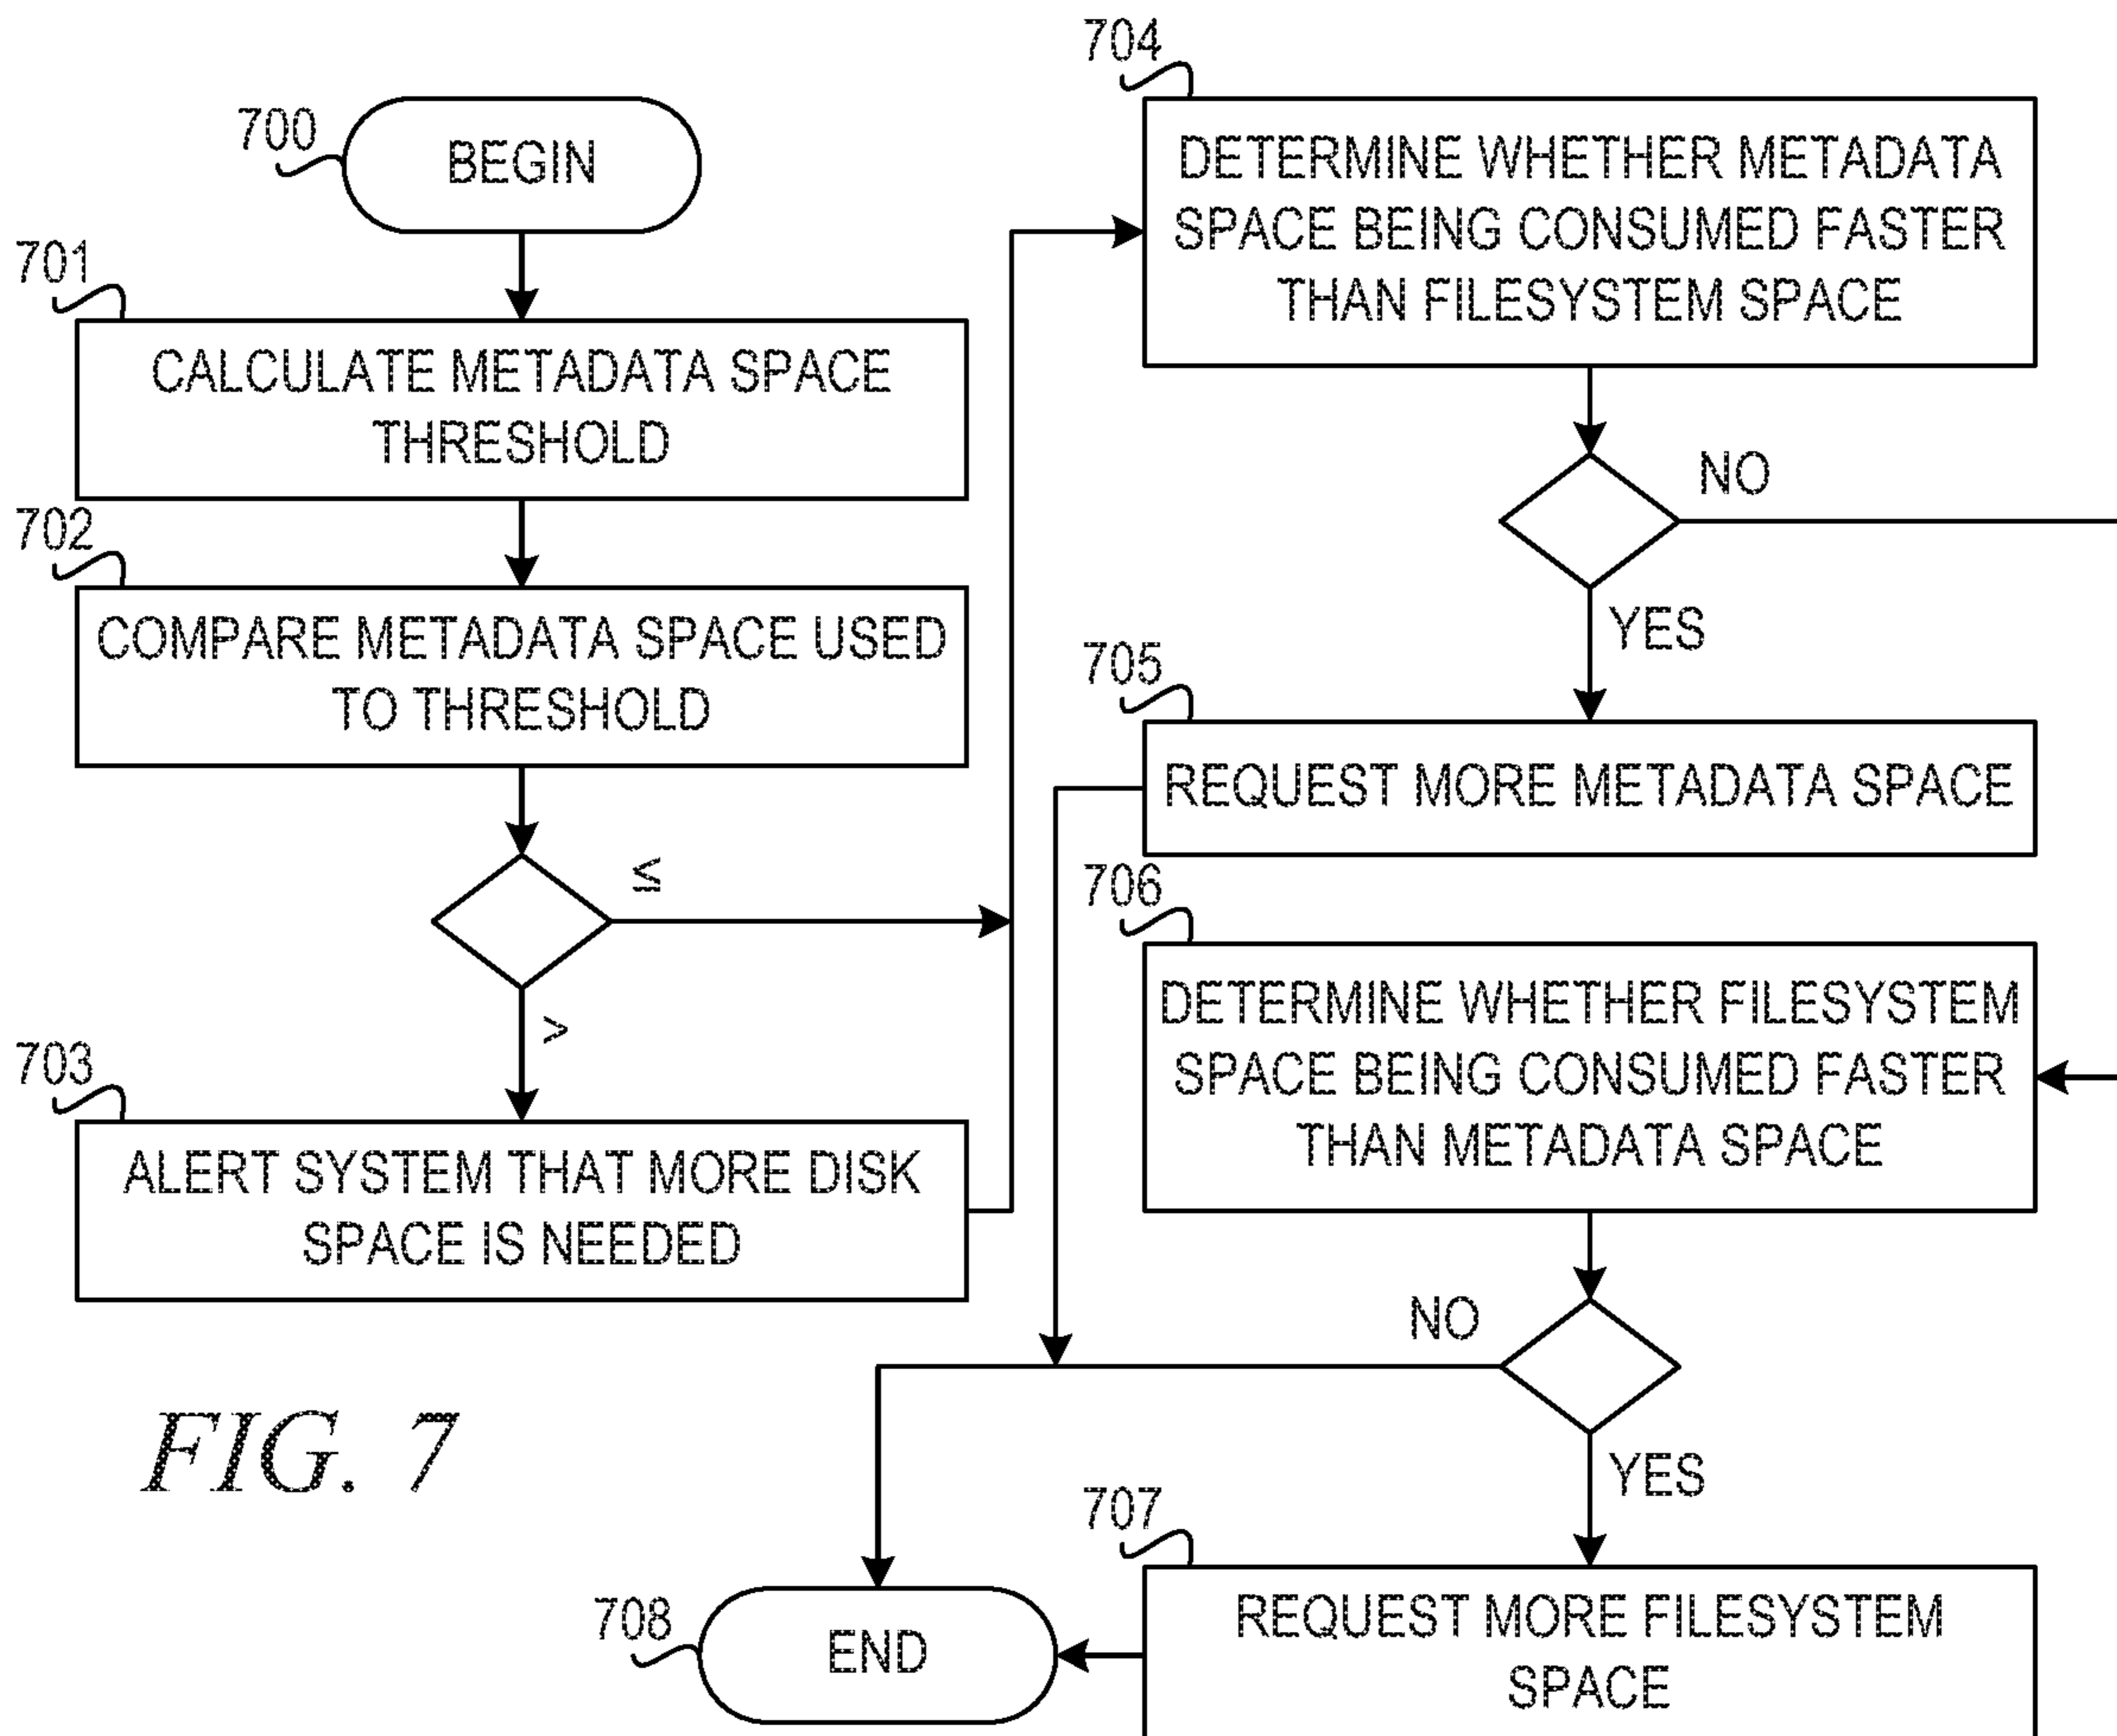 700
BEGIN
701
CALCULATE METADATA SPACE
THRESHOLD
702
COMPARE METADATA SPACE USED
TO THRESHOLD
≤
>
703
ALERT SYSTEM THAT MORE DISK
SPACE IS NEEDED
704
DETERMINE WHETHER METADATA
SPACE BEING CONSUMED FASTER
THAN FILESYSTEM SPACE
NO
YES
705
REQUEST MORE METADATA SPACE
706
DETERMINE WHETHER FILESYSTEM
SPACE BEING CONSUMED FASTER
THAN METADATA SPACE
NO
YES
707
REQUEST MORE FILESYSTEM
SPACE
708
END
FIG. 7